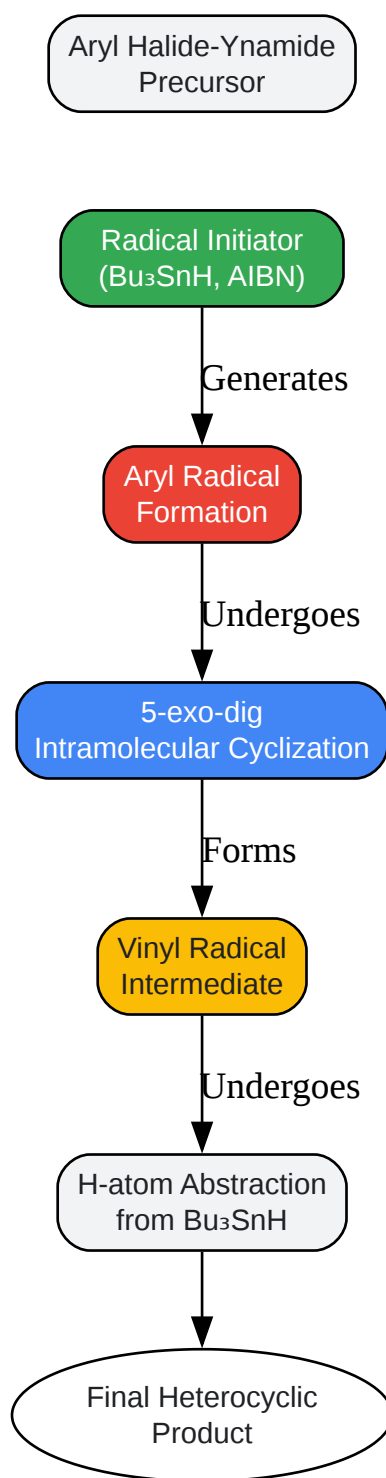 Aryl Halide-Ynamide
Precursor
Radical Initiator
(Bu₃SnH, AIBN)
Generates
Aryl Radical
Formation
Undergoes
5-exo-dig
Intramolecular Cyclization
Forms
Vinyl Radical
Intermediate
Undergoes
H-atom Abstraction
from Bu₃SnH
Final Heterocyclic
Product